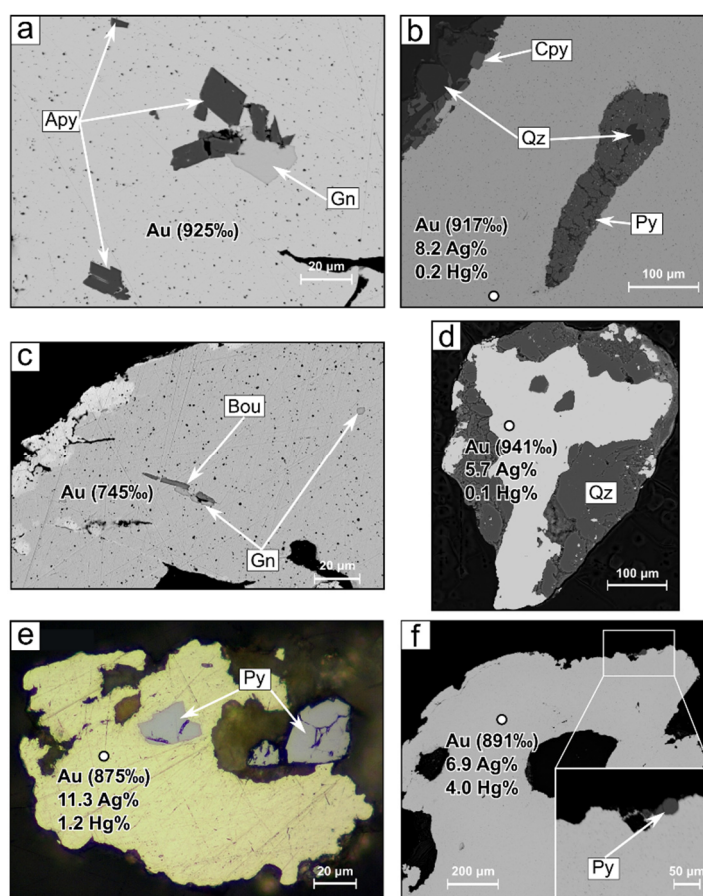 a
Apy
Gn
Au (925‰)
20 µm
b
Cpy
Qz
Py
Au (917‰)
8.2 Ag%
0.2 Hg%
100 µm
c
Bou
Au (745‰)
Gn
20 µm
d
Au (941‰)
5.7 Ag%
0.1 Hg%
Qz
100 µm
e
Py
Au (875‰)
11.3 Ag%
1.2 Hg%
20 µm
f
Au (891‰)
6.9 Ag%
4.0 Hg%
Py
200 µm
50 µm